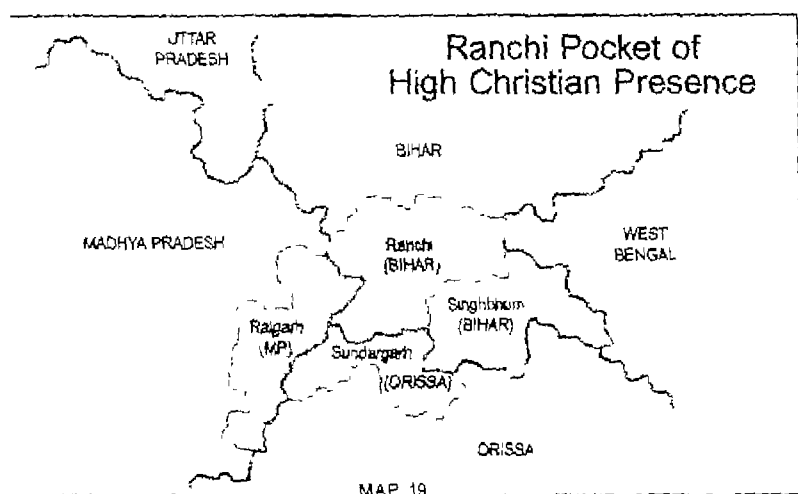 UTTAR
PRADESH
Ranchi Pocket of
High Christian Presence
BIHAR
MADHYA PRADESH
WEST
BENGAL
Ranchi
(BIHAR)
Singhbhum
(BIHAR)
Raigarh
(MP)
Sundargarh
(ORISSA)
ORISSA
MAP 19